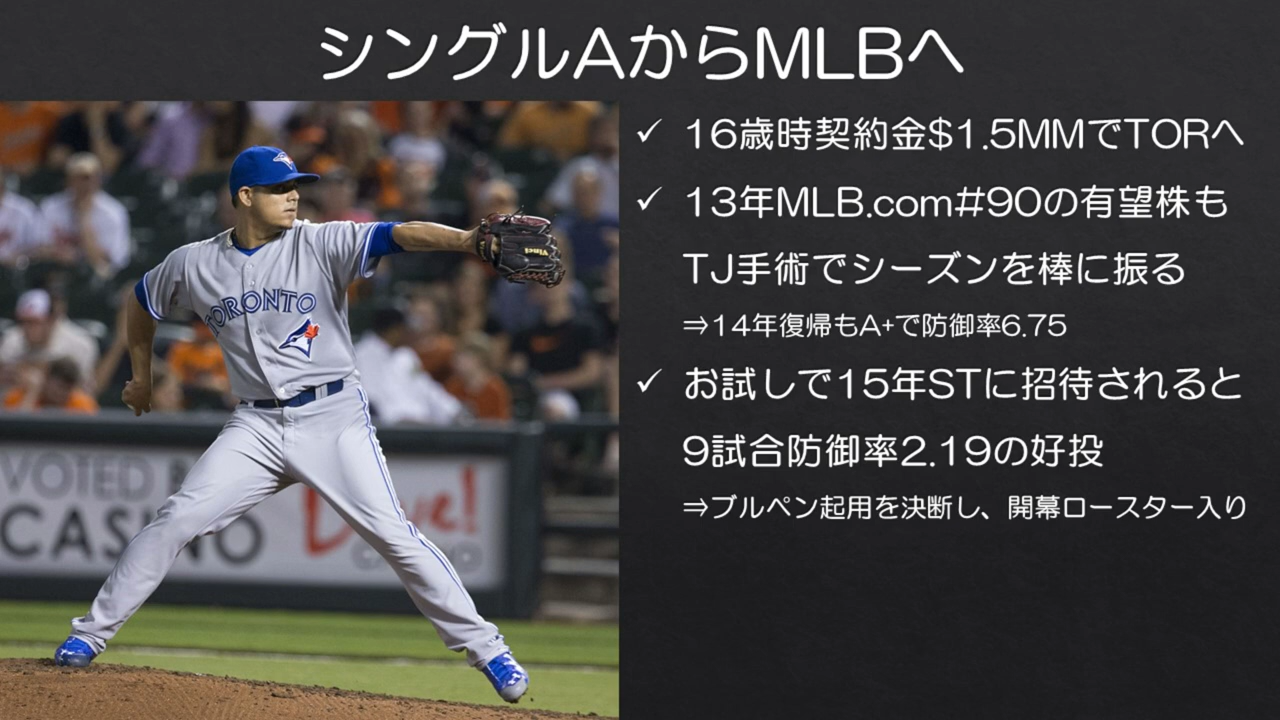 シングルAからMLBへ
✓ 16歳時契約金$1.5MMでTORへ
✓ 13年MLB.com#90の有望株も
TJ手術でシーズンを棒に振る
⇒14年復帰もA+で防御率6.75
✓ お試しで15年STに招待されると
9試合防御率2.19の好投
⇒ブルペン起用を決断し、開幕ロースター入り
TORONTO
Vinci
VOTED B
CASINO
Live!
CASINO